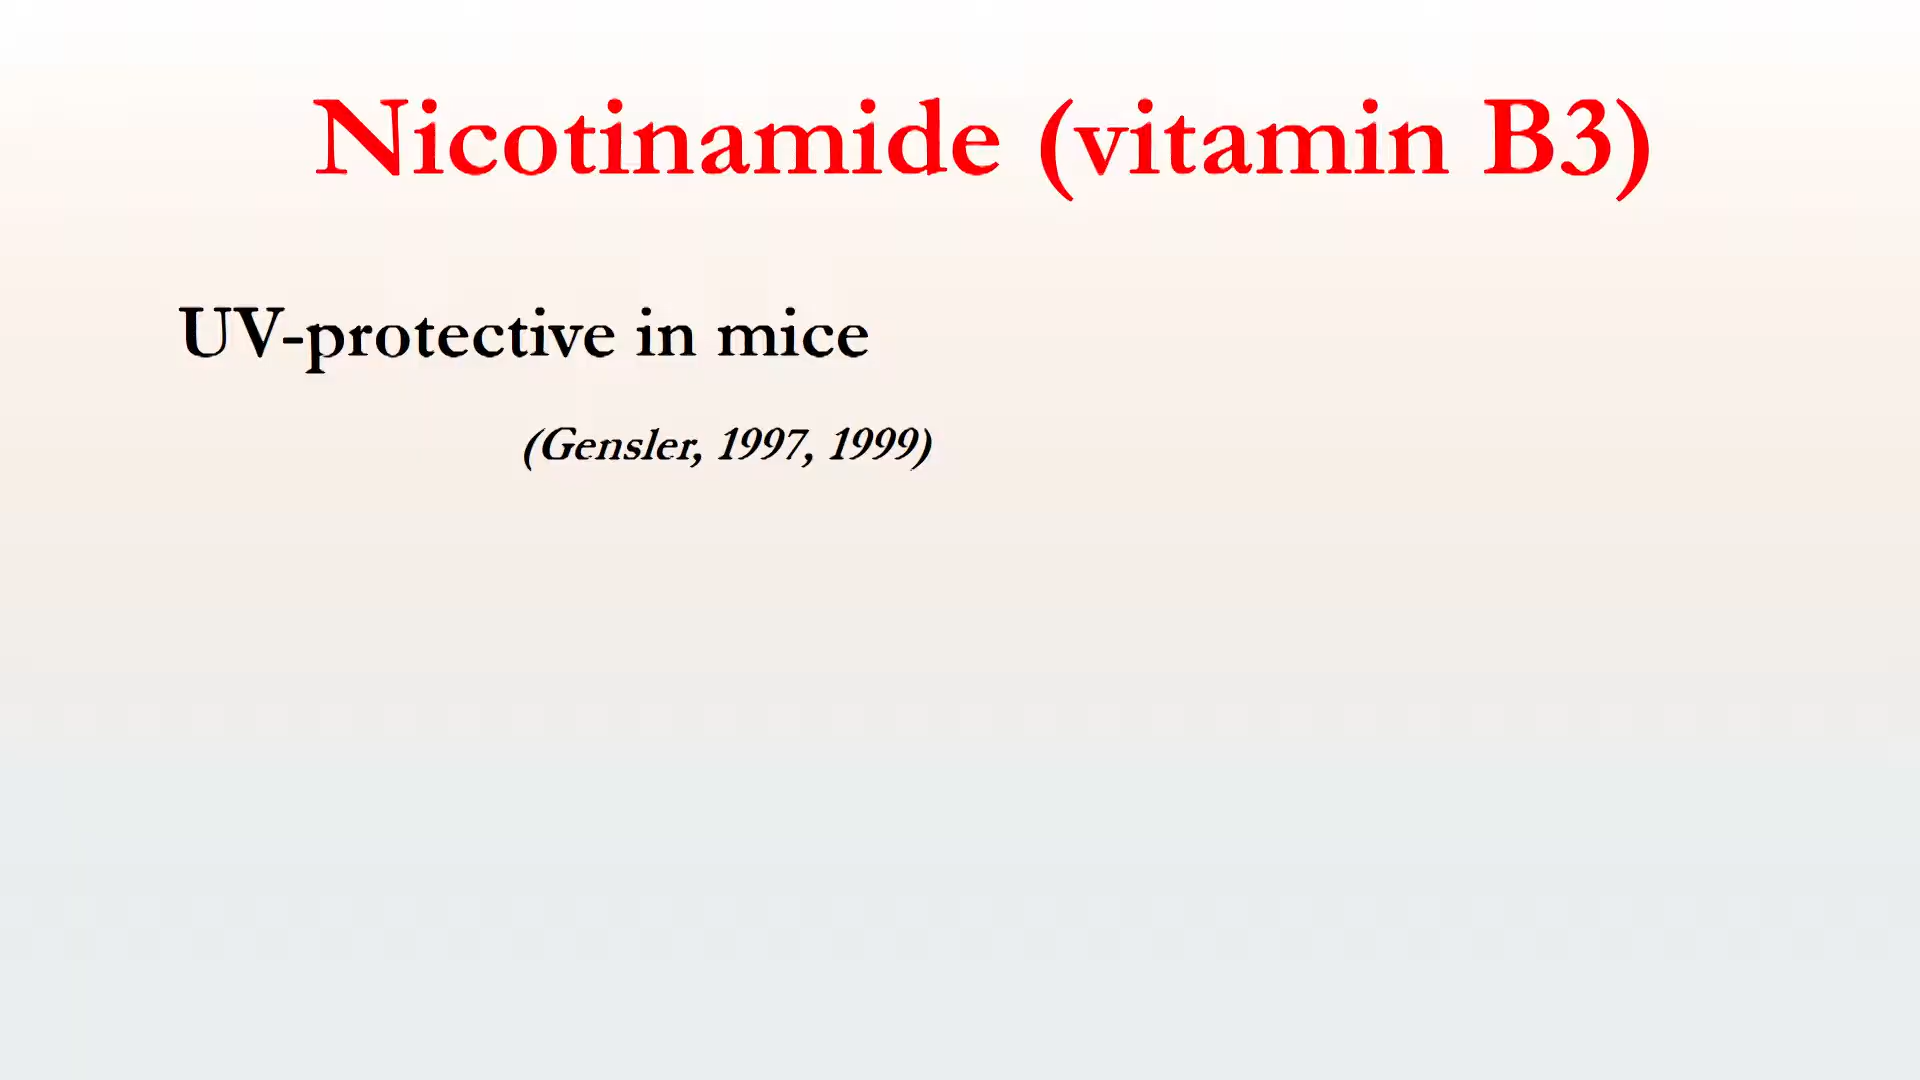 Nicotinamide (vitamin B3)
UV-protective in mice
(Gensler, 1997, 1999)